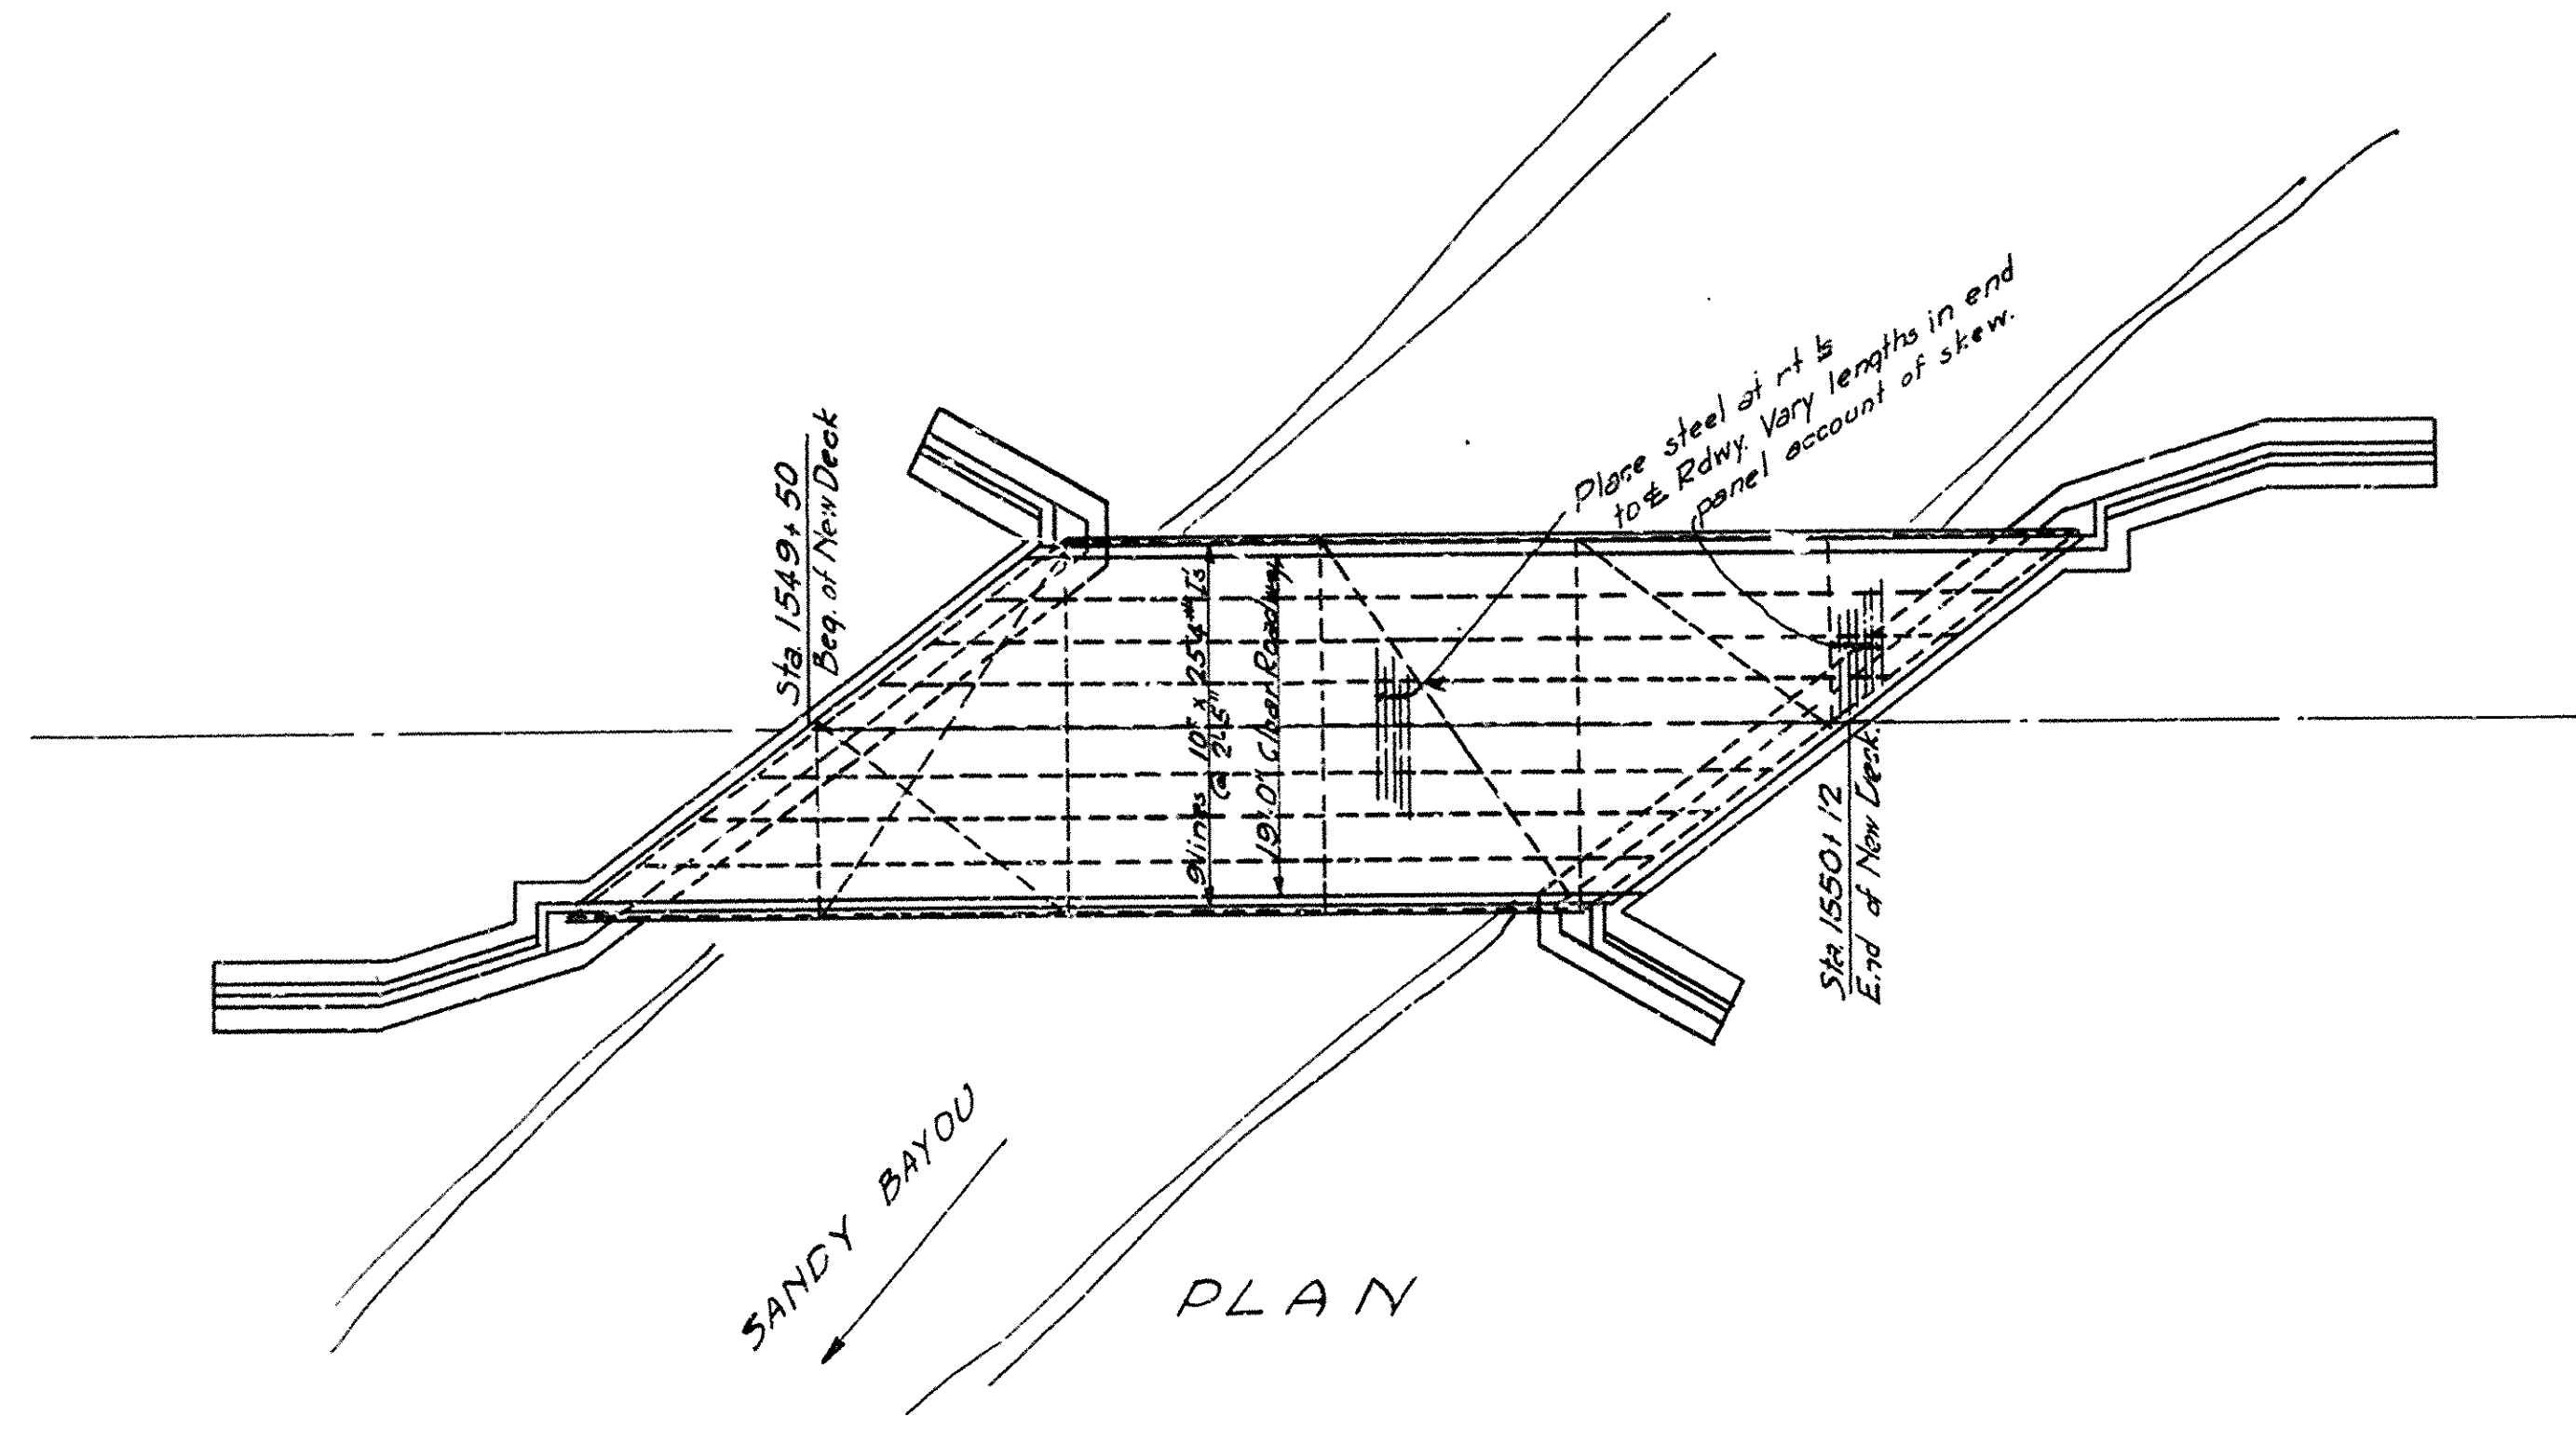 Sta. 1549+50
Beg. of New Deck
Place steel at rt ∠s
to ℄ Rdwy. Vary lengths in end
panel account of skew.
9 lines 10" x 25.4# I's
@ 2'-5"
19'-0" Clear Roadway
Sta. 1550+12
End of New Deck.
SANDY BAYOU
PLAN